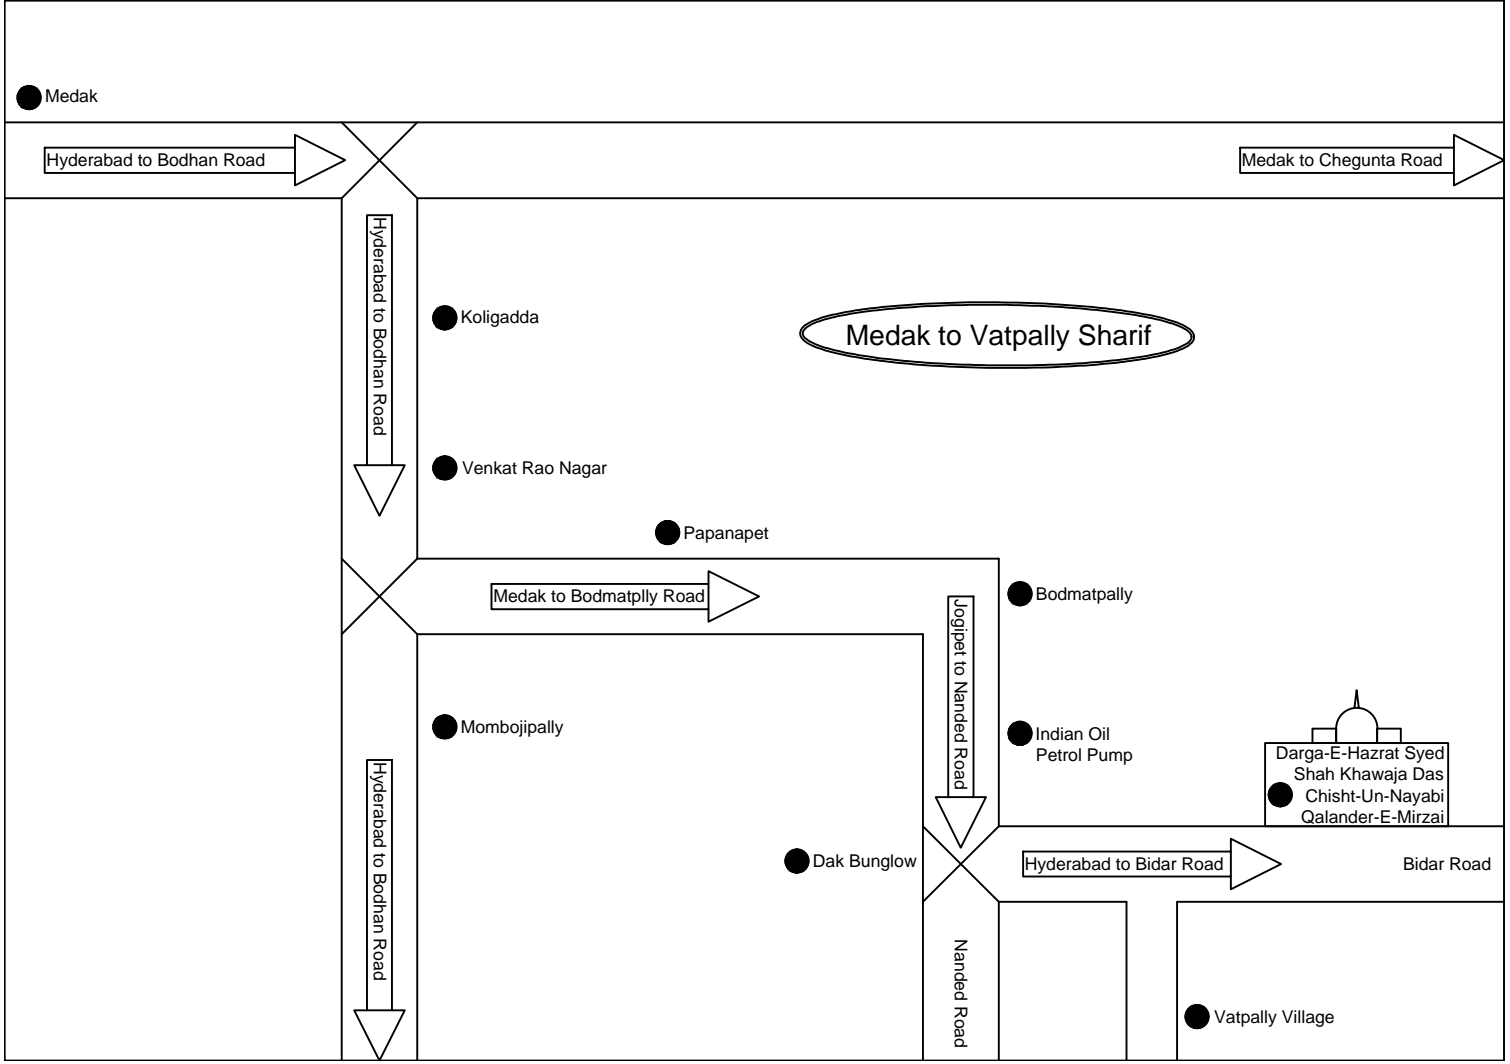 Medak
Hyderabad to Bodhan Road
Medak to Chegunta Road
Hyderabad to Bodhan Road
Koligadda
Medak to Vatpally Sharif
Venkat Rao Nagar
Papanapet
Medak to Bodmatplly Road
Bodmatpally
Jogipet to Nanded Road
Mombojipally
Indian Oil
Petrol Pump
Darga-E-Hazrat Syed
Shah Khawaja Das
Chisht-Un-Nayabi
Qalander-E-Mirzai
Hyderabad to Bodhan Road
Dak Bunglow
Hyderabad to Bidar Road
Bidar Road
Nanded Road
Vatpally Village